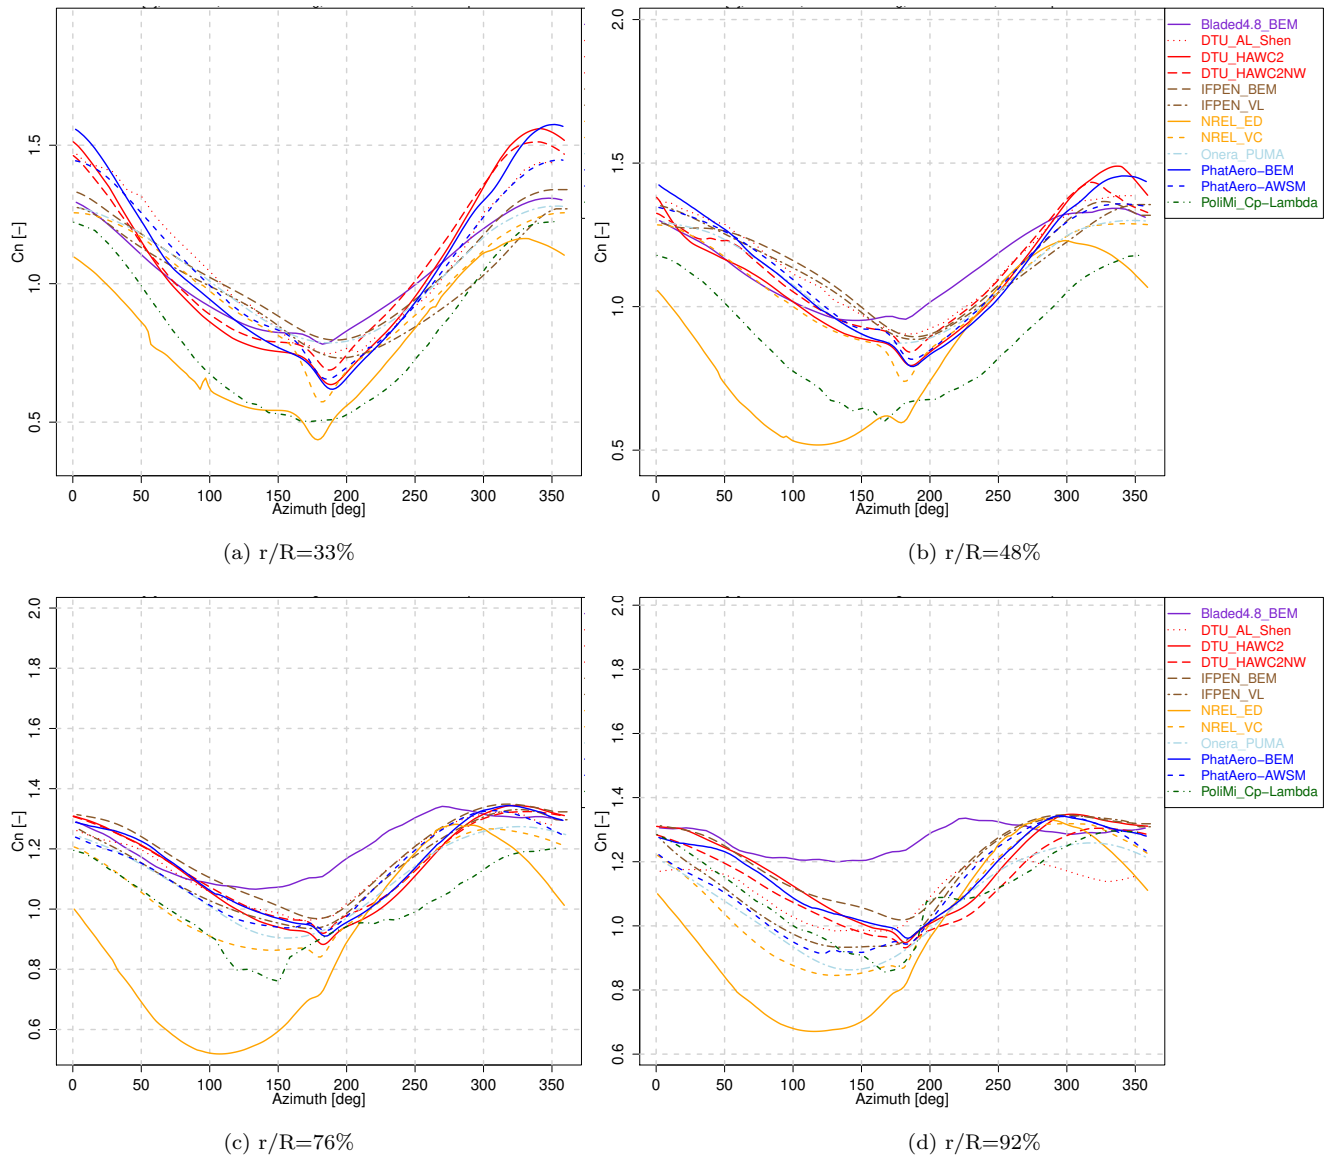 Cn [-]
0.5
1.0
1.5
0
50
100
150
200
250
300
350
Azimuth [deg]
(a) r/R=33%
Cn [-]
0.5
1.0
1.5
2.0
0
50
100
150
200
250
300
350
Azimuth [deg]
Bladed4.8_BEM
DTU_AL_Shen
DTU_HAWC2
DTU_HAWC2NW
IFPEN_BEM
IFPEN_VL
NREL_ED
NREL_VC
Onera_PUMA
PhatAero-BEM
PhatAero-AWSM
PoliMi_Cp-Lambda
(b) r/R=48%
Cn [-]
0.6
0.8
1.0
1.2
1.4
1.6
1.8
2.0
0
50
100
150
200
250
300
350
Azimuth [deg]
(c) r/R=76%
Cn [-]
0.6
0.8
1.0
1.2
1.4
1.6
1.8
2.0
0
50
100
150
200
250
300
350
Azimuth [deg]
Bladed4.8_BEM
DTU_AL_Shen
DTU_HAWC2
DTU_HAWC2NW
IFPEN_BEM
IFPEN_VL
NREL_ED
NREL_VC
Onera_PUMA
PhatAero-BEM
PhatAero-AWSM
PoliMi_Cp-Lambda
(d) r/R=92%